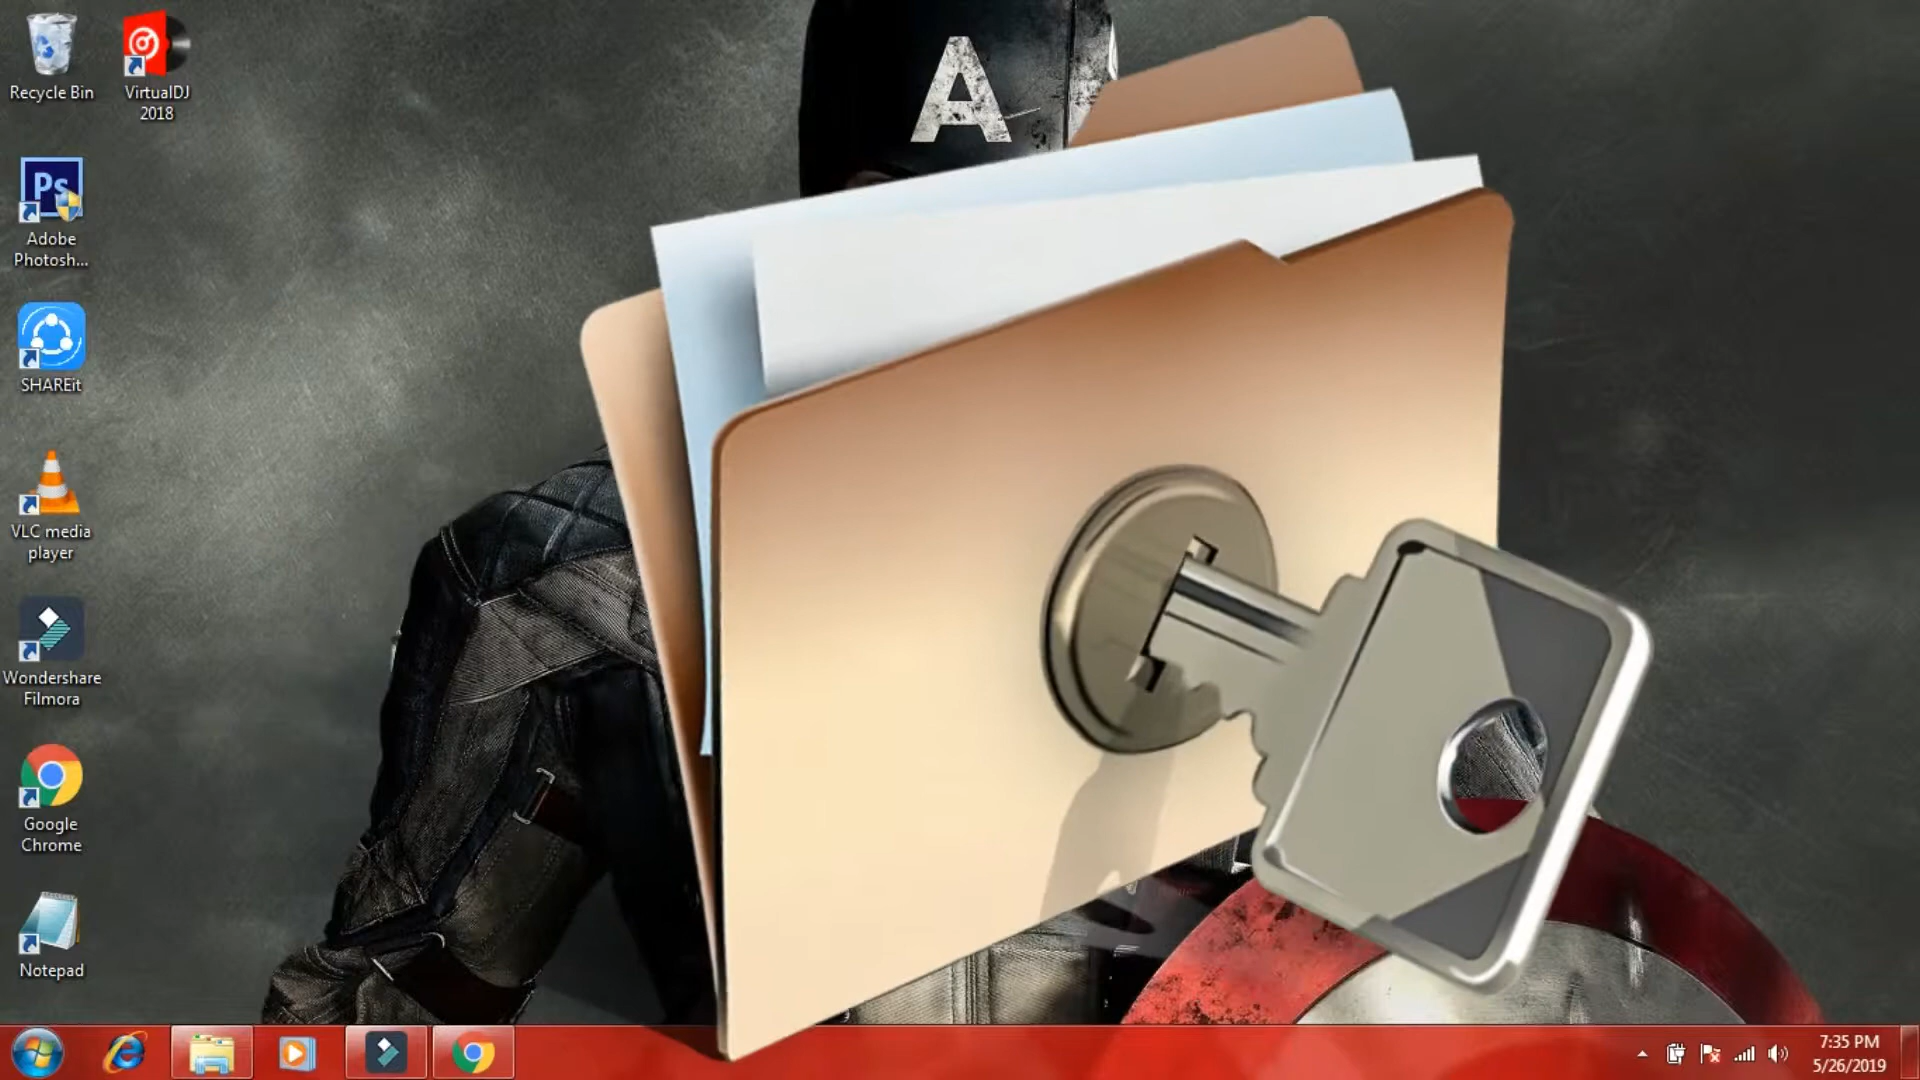 Recycle Bin
VirtualDJ
2018
A
Ps
Adobe
Photosh...
SHAREit
VLC media
player
Wondershare
Filmora
Google
Chrome
Notepad
7:35 PM
5/26/2019